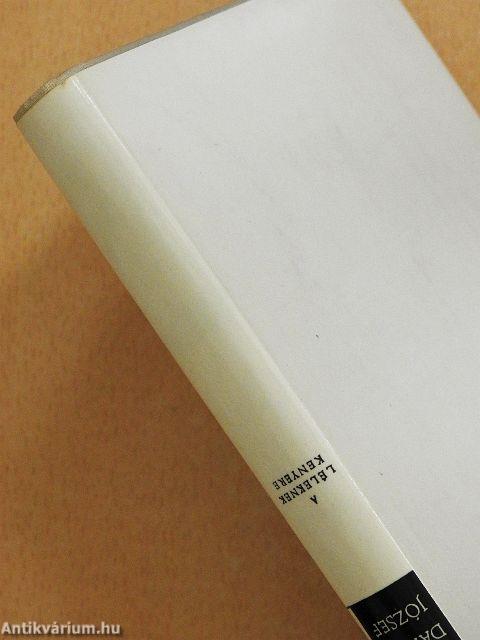 A
LÉLEKNEK
KENYERE
JÓZSEF
Antikvárium.hu